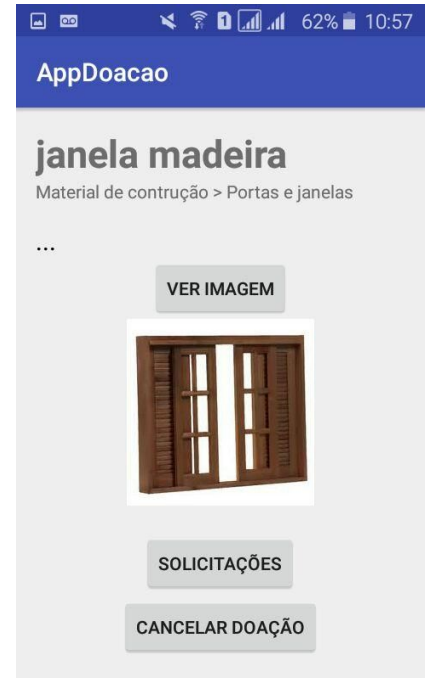 62% 10:57
AppDoacao
janela madeira
Material de contrução > Portas e janelas
...
VER IMAGEM
SOLICITAÇÕES
CANCELAR DOAÇÃO